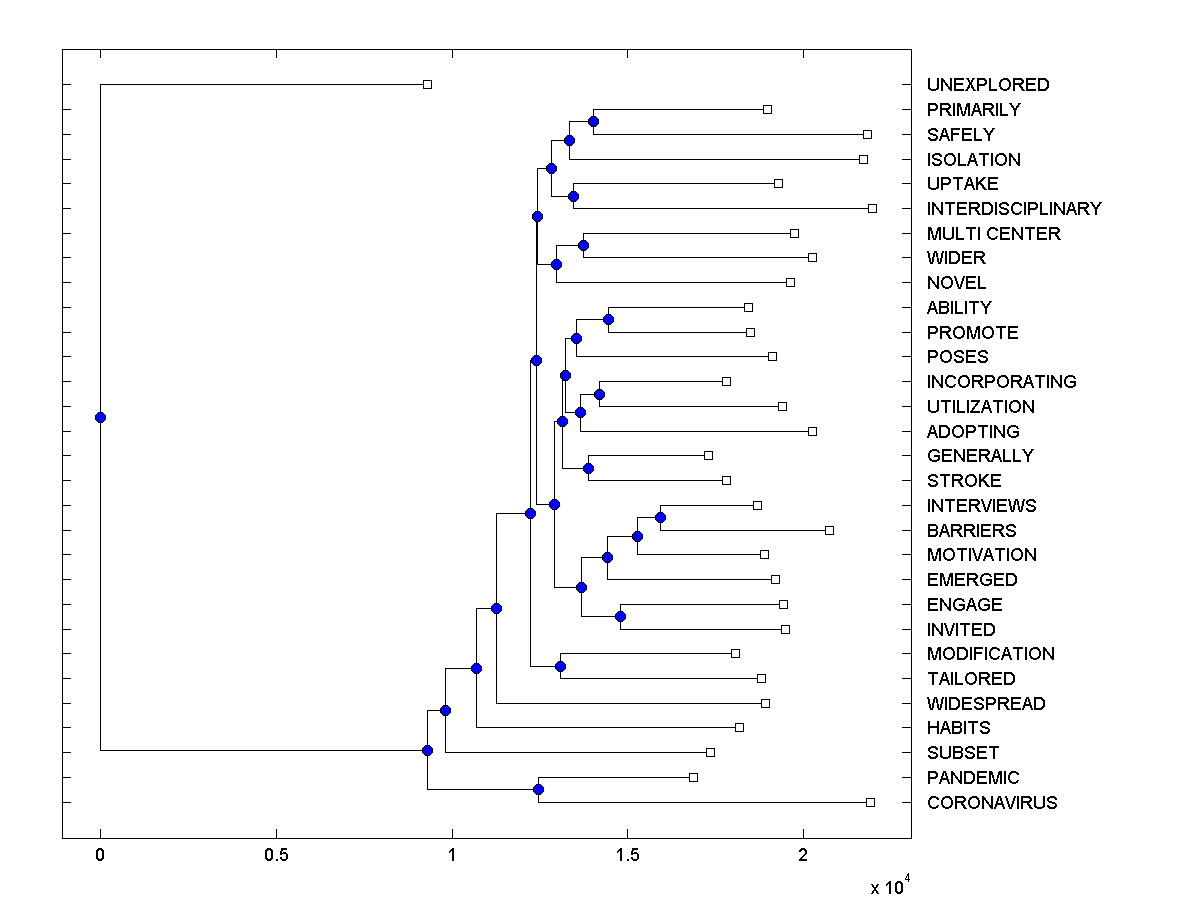 UNEXPLORED
PRIMARILY
SAFELY
ISOLATION
UPTAKE
INTERDISCIPLINARY
MULTI CENTER
WIDER
NOVEL
ABILITY
PROMOTE
POSES
INCORPORATING
UTILIZATION
ADOPTING
GENERALLY
STROKE
INTERVIEWS
BARRIERS
MOTIVATION
EMERGED
ENGAGE
INVITED
MODIFICATION
TAILORED
WIDESPREAD
HABITS
SUBSET
PANDEMIC
CORONAVIRUS
0 0.5 1 1.5 2
x 10^4